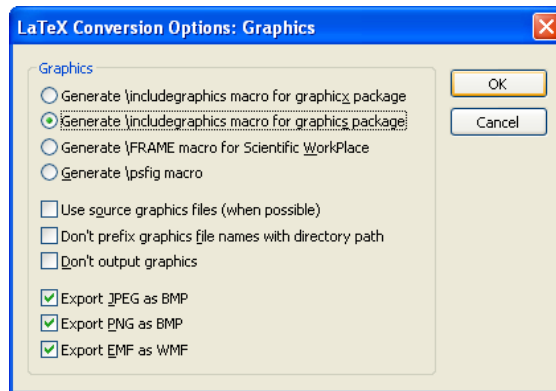 LaTeX Conversion Options: Graphics
Graphics
Generate \includegraphics macro for graphicx package
Generate \includegraphics macro for graphics package
Generate \FRAME macro for Scientific WorkPlace
Generate \psfig macro
Use source graphics files (when possible)
Don't prefix graphics file names with directory path
Don't output graphics
Export JPEG as BMP
Export PNG as BMP
Export EMF as WMF
OK
Cancel